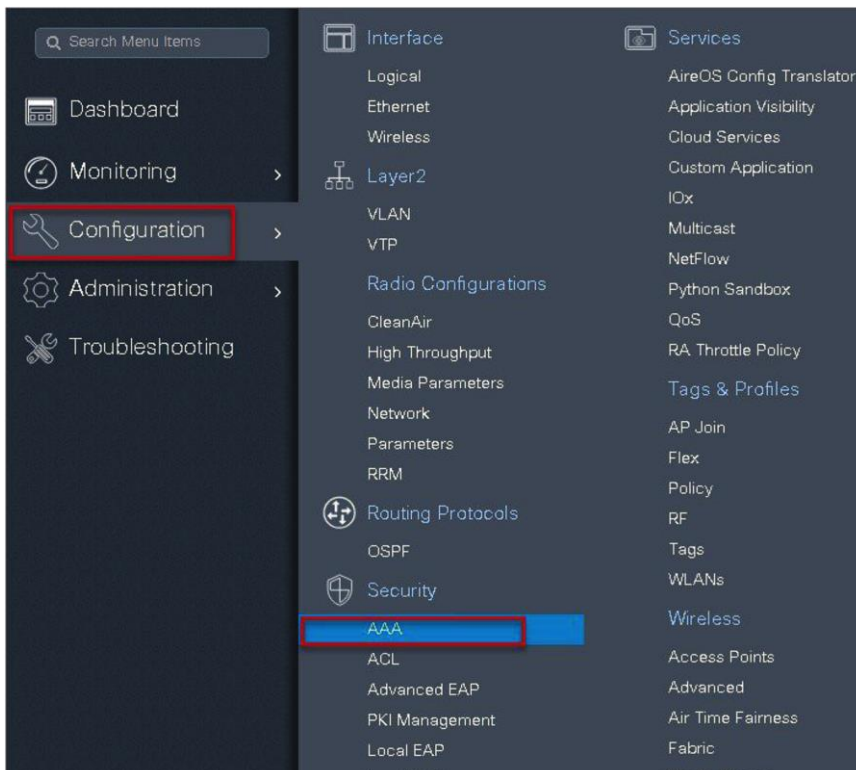 Search Menu Items
Dashboard
Monitoring
Configuration
Administration
Troubleshooting
Interface
Logical
Ethernet
Wireless
Layer2
VLAN
VTP
Radio Configurations
CleanAir
High Throughput
Media Parameters
Network
Parameters
RRM
Routing Protocols
OSPF
Security
AAA
ACL
Advanced EAP
PKI Management
Local EAP
Services
AireOS Config Translator
Application Visibility
Cloud Services
Custom Application
IOx
Multicast
NetFlow
Python Sandbox
QoS
RA Throttle Policy
Tags & Profiles
AP Join
Flex
Policy
RF
Tags
WLANs
Wireless
Access Points
Advanced
Air Time Fairness
Fabric